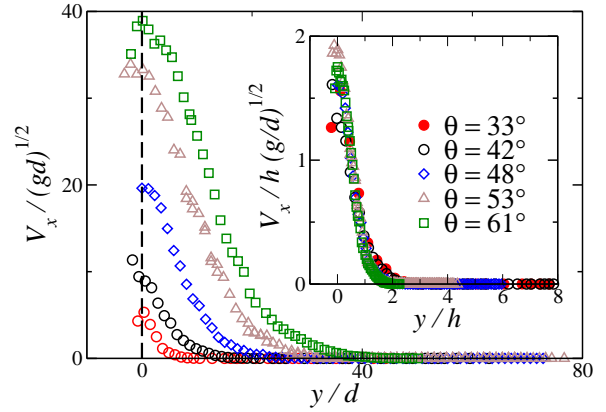 40
20
0
V_x / (gd)^{1/2}
0
40
80
y / d
2
1
0
V_x / h (g/d)^{1/2}
0
2
4
6
8
y / h
θ = 33°
θ = 42°
θ = 48°
θ = 53°
θ = 61°